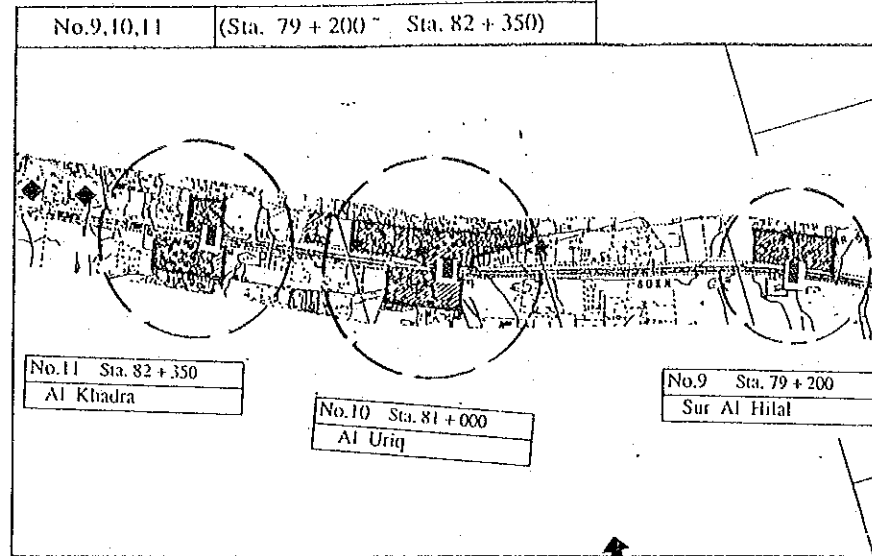 No.9,10,11 (Sta. 79 + 200 ~ Sta. 82 + 350)
80KM
No.11 Sta. 82 + 350
Al Khadra
No.10 Sta. 81 + 000
Al Uriq
No.9 Sta. 79 + 200
Sur Al Hilal